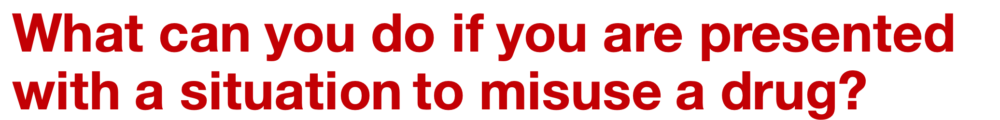 What can you do if you are presented
with a situation to misuse a drug?